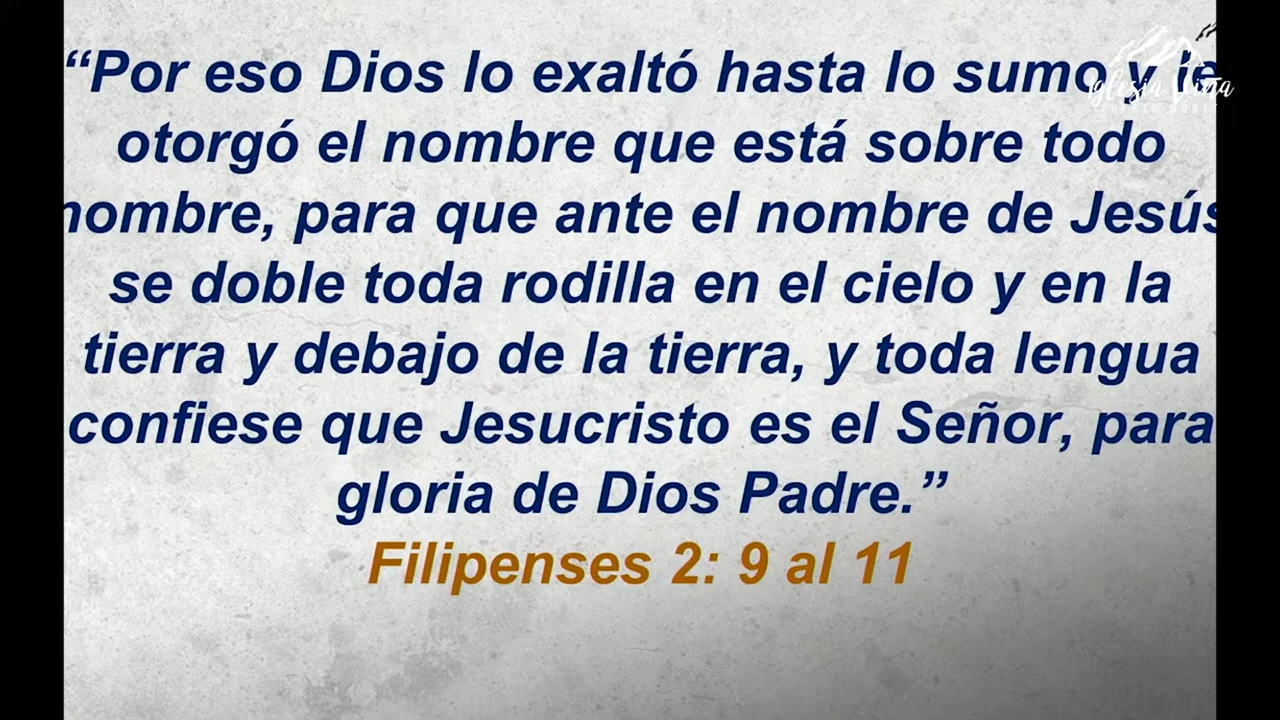 “Por eso Dios lo exaltó hasta lo sumo y le
otorgó el nombre que está sobre todo
nombre, para que ante el nombre de Jesús
se doble toda rodilla en el cielo y en la
tierra y debajo de la tierra, y toda lengua
confiese que Jesucristo es el Señor, para
gloria de Dios Padre.”
Filipenses 2: 9 al 11
Iglesia Viña